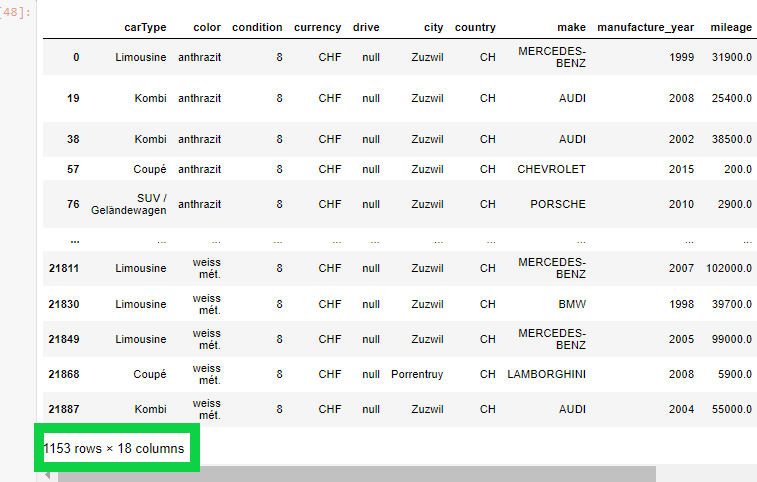 [48]:
carType color condition currency drive city country make manufacture_year mileage
0 Limousine anthrazit 8 CHF null Zuzwil CH MERCEDES-BENZ 1999 31900.0
19 Kombi anthrazit 8 CHF null Zuzwil CH AUDI 2008 25400.0
38 Kombi anthrazit 8 CHF null Zuzwil CH AUDI 2002 38500.0
57 Coupé anthrazit 8 CHF null Zuzwil CH CHEVROLET 2015 200.0
76 SUV / Geländewagen anthrazit 8 CHF null Zuzwil CH PORSCHE 2010 2900.0
... ... ... ... ... ... ... ... ... ... ...
21811 Limousine weiss mét. 8 CHF null Zuzwil CH MERCEDES-BENZ 2007 102000.0
21830 Limousine weiss mét. 8 CHF null Zuzwil CH BMW 1998 39700.0
21849 Limousine weiss mét. 8 CHF null Zuzwil CH MERCEDES-BENZ 2005 99000.0
21868 Coupé weiss mét. 8 CHF null Porrentruy CH LAMBORGHINI 2008 5900.0
21887 Kombi weiss mét. 8 CHF null Zuzwil CH AUDI 2004 55000.0
1153 rows × 18 columns